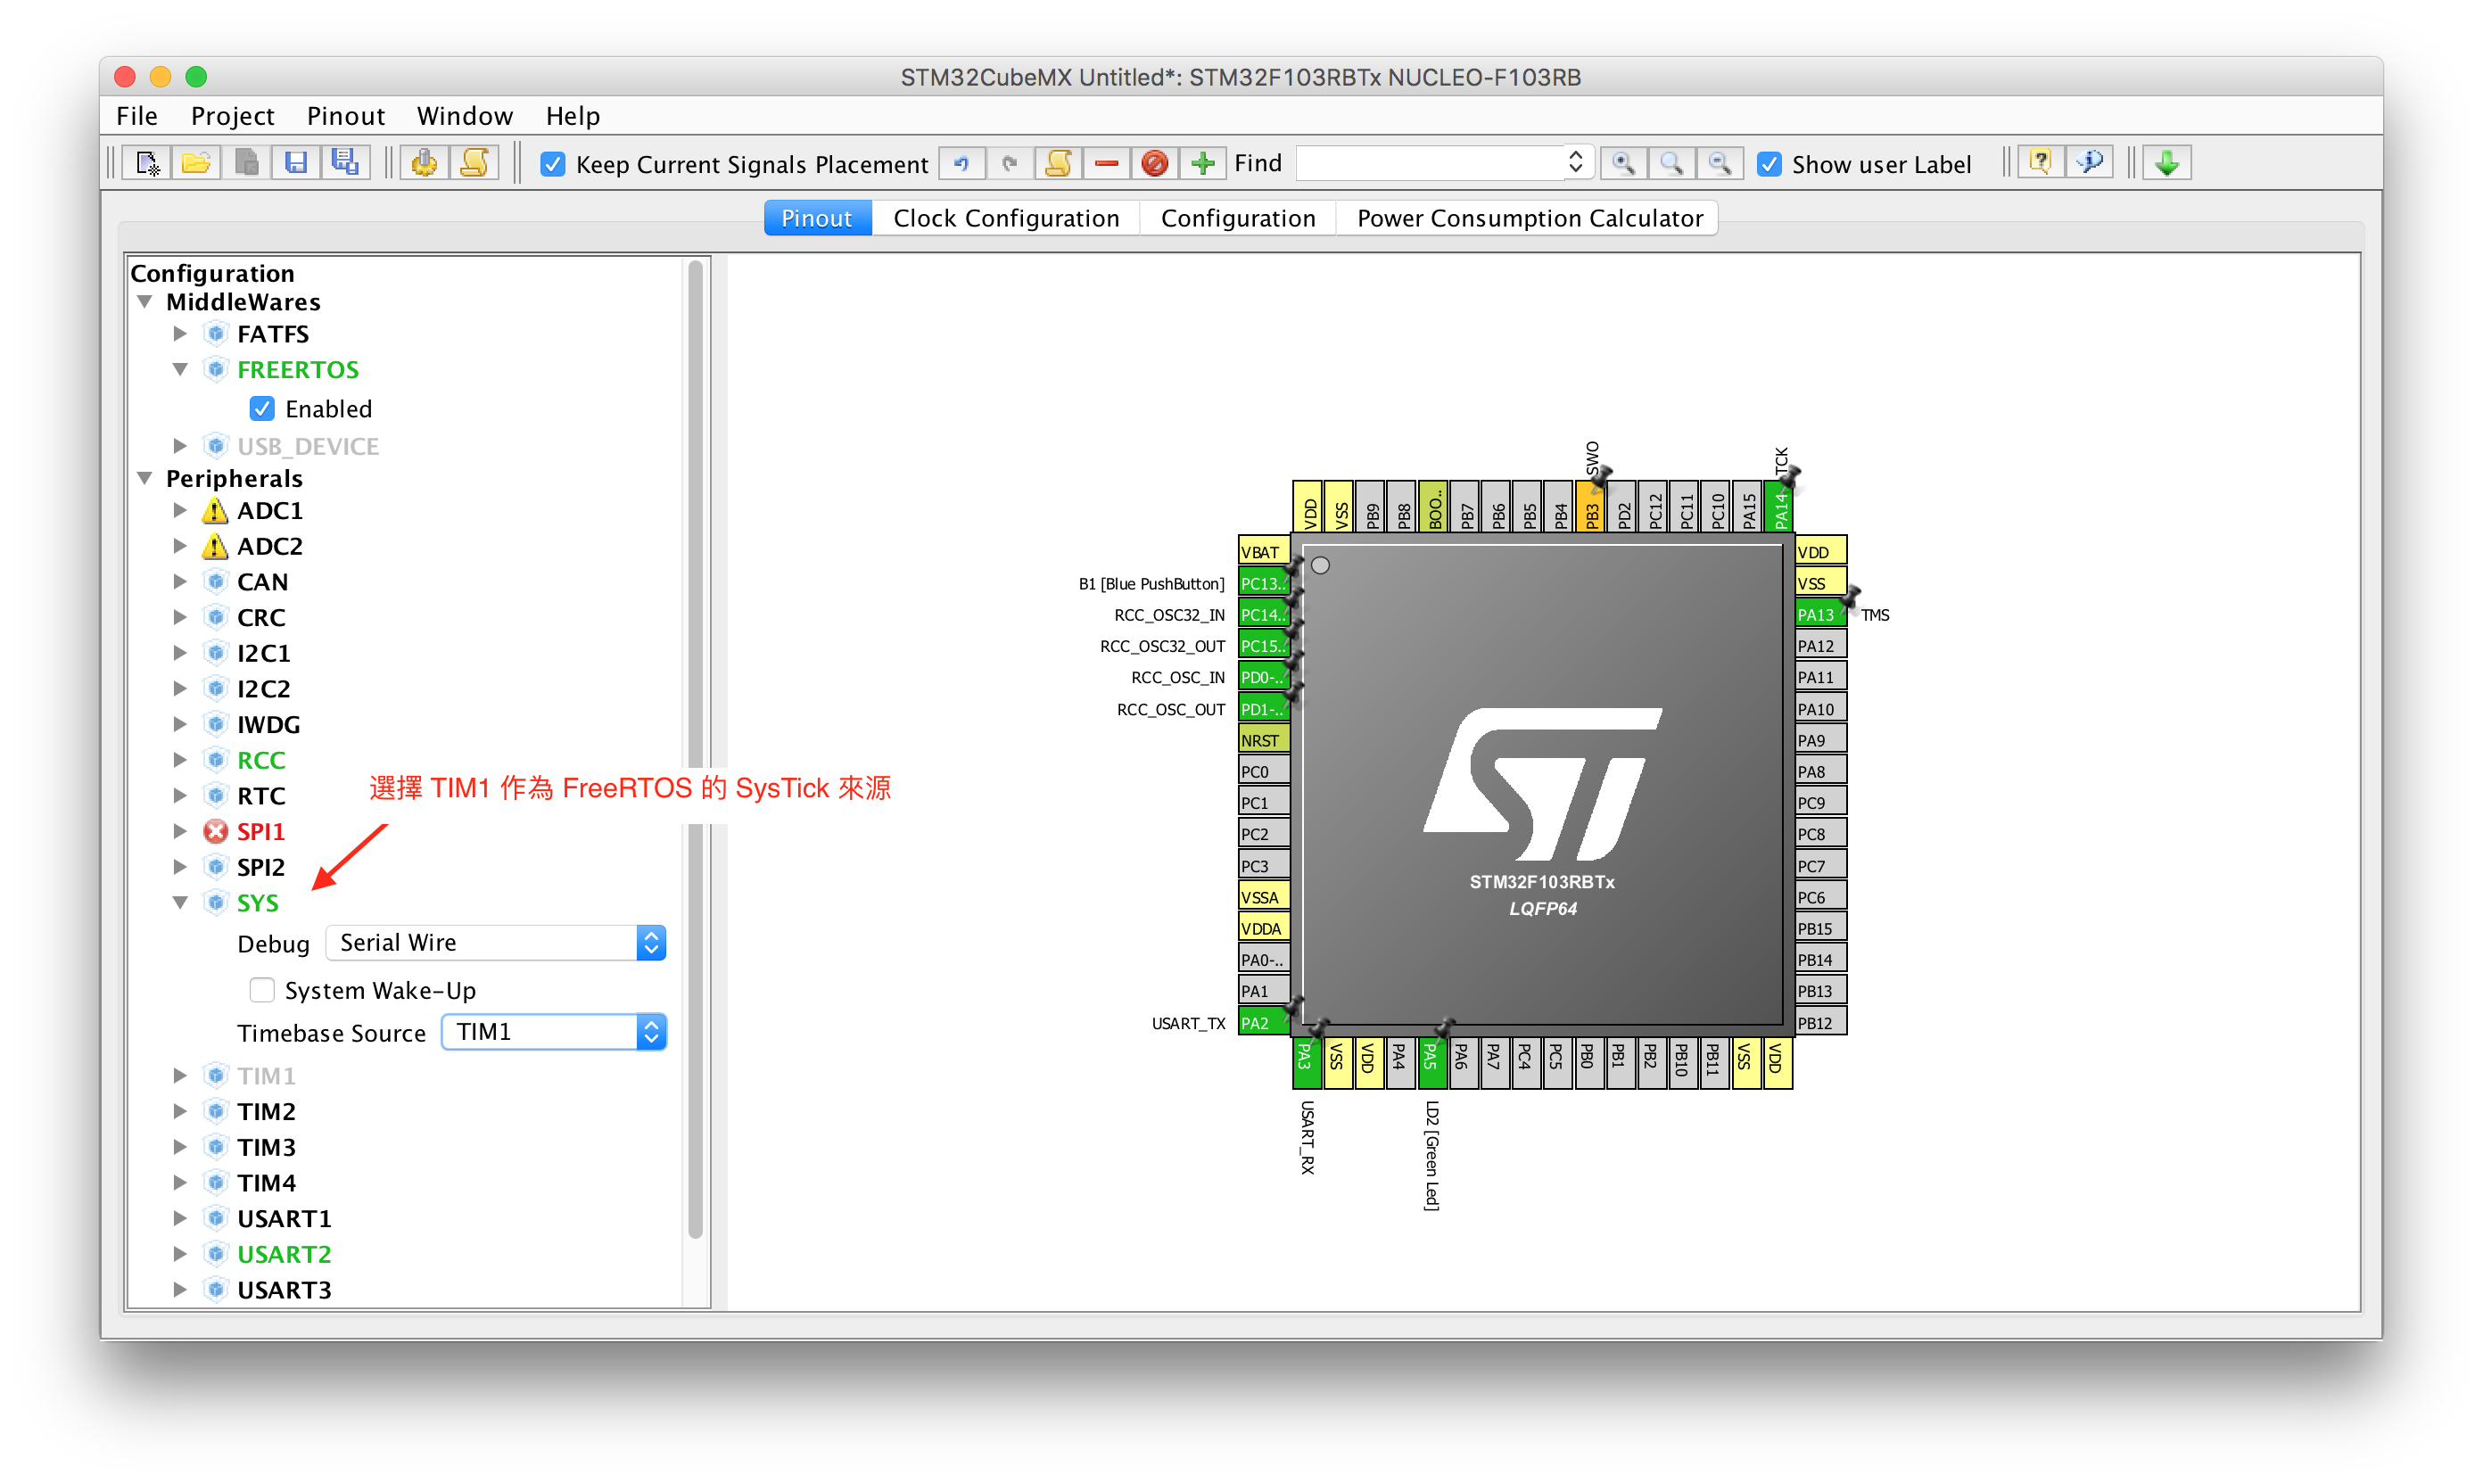 STM32CubeMX Untitled*: STM32F103RBTx NUCLEO-F103RB
File Project Pinout Window Help
Keep Current Signals Placement Find Show user Label
Pinout Clock Configuration Configuration Power Consumption Calculator
Configuration
MiddleWares
FATFS
FREERTOS
Enabled
USB_DEVICE
Peripherals
ADC1
ADC2
CAN
CRC
I2C1
I2C2
IWDG
RCC
RTC
SPI1
SPI2
SYS
Debug Serial Wire
System Wake-Up
Timebase Source TIM1
TIM1
TIM2
TIM3
TIM4
USART1
USART2
USART3
選擇 TIM1 作為 FreeRTOS 的 SysTick 來源
SWO
TCK
VDD
VSS
PB9
PB8
BOO..
PB7
PB6
PB5
PB4
PB3
PD2
PC12
PC11
PC10
PA15
PA14
VBAT
B1 [Blue PushButton] PC13..
RCC_OSC32_IN PC14..
RCC_OSC32_OUT PC15..
RCC_OSC_IN PD0-..
RCC_OSC_OUT PD1-..
NRST
PC0
PC1
PC2
PC3
VSSA
VDDA
PA0-..
PA1
USART_TX PA2
STM32F103RBTx
LQFP64
VDD
VSS
PA13 TMS
PA12
PA11
PA10
PA9
PA8
PC9
PC8
PC7
PC6
PB15
PB14
PB13
PB12
PA3
VSS
VDD
PA4
PA5
PA6
PA7
PC4
PC5
PB0
PB1
PB2
PB10
PB11
VSS
VDD
USART_RX
LD2 [Green Led]